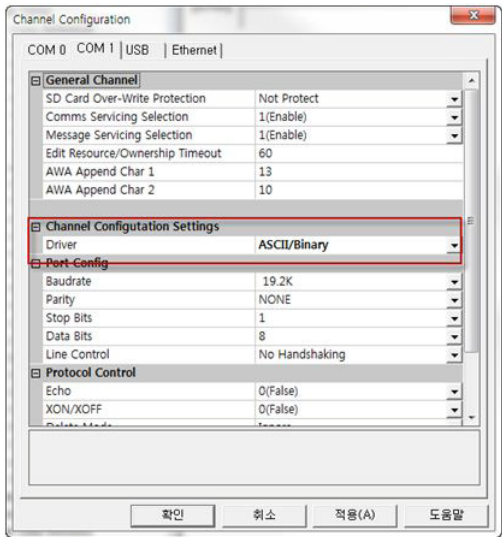 Channel Configuration
COM 0 COM 1 USB Ethernet
General Channel
SD Card Over-Write Protection Not Protect
Comms Servicing Selection 1(Enable)
Message Servicing Selection 1(Enable)
Edit Resource/Ownership Timeout 60
AWA Append Char 1 13
AWA Append Char 2 10
Channel Configutation Settings
Driver ASCII/Binary
Port Config
Baudrate 19.2K
Parity NONE
Stop Bits 1
Data Bits 8
Line Control No Handshaking
Protocol Control
Echo 0(False)
XON/XOFF 0(False)
Delete Mode Ignore
확인 취소 적용(A) 도움말